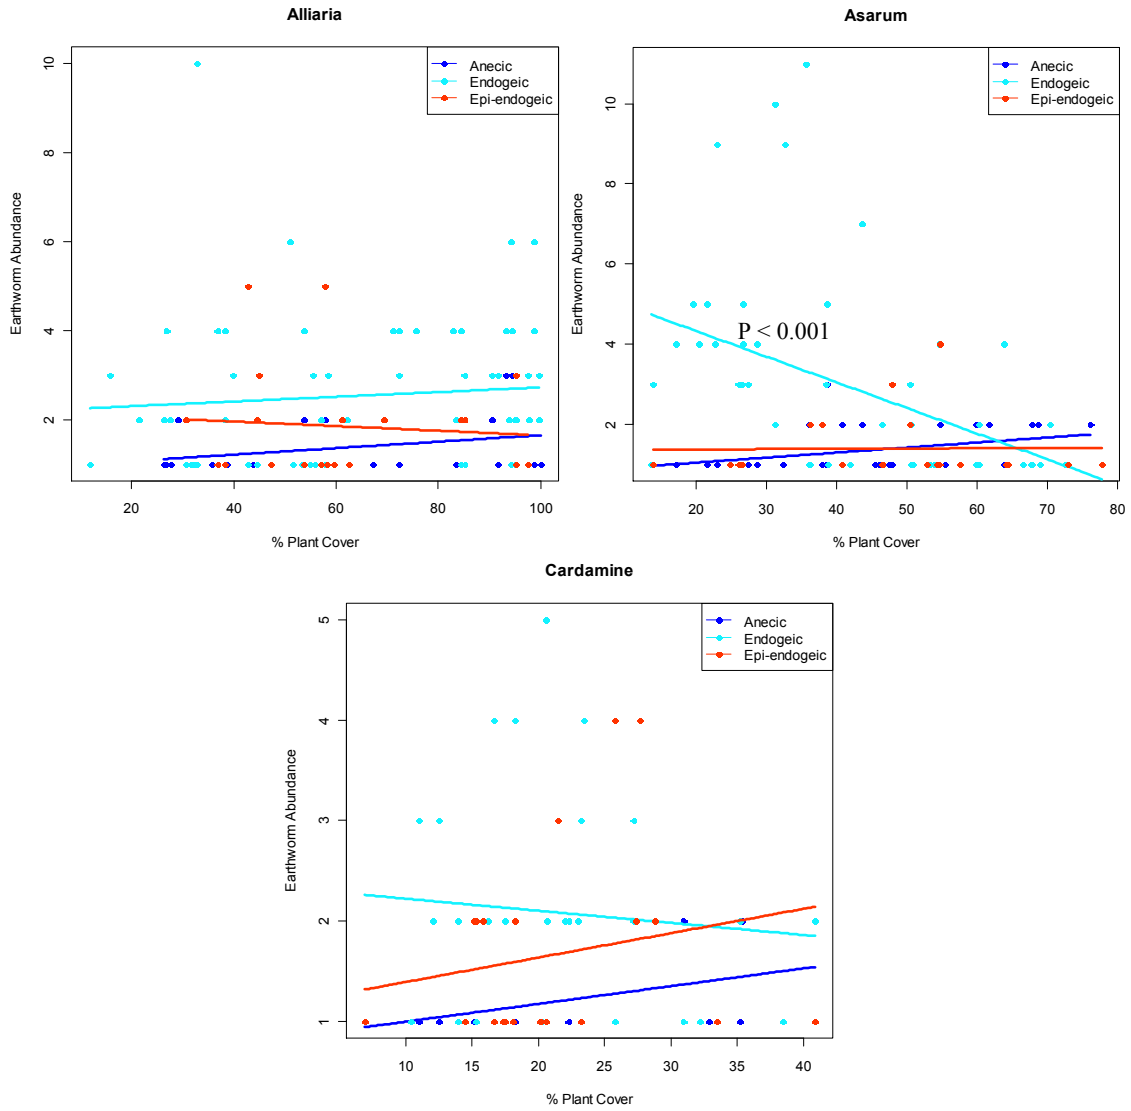 Alliaria
Anecic
Endogeic
Epi-endogeic
Earthworm Abundance
10
8
6
4
2
20
40
60
80
100
% Plant Cover
Asarum
Anecic
Endogeic
Epi-endogeic
P < 0.001
Earthworm Abundance
10
8
6
4
2
20
30
40
50
60
70
80
% Plant Cover
Cardamine
Anecic
Endogeic
Epi-endogeic
Earthworm Abundance
5
4
3
2
1
10
15
20
25
30
35
40
% Plant Cover